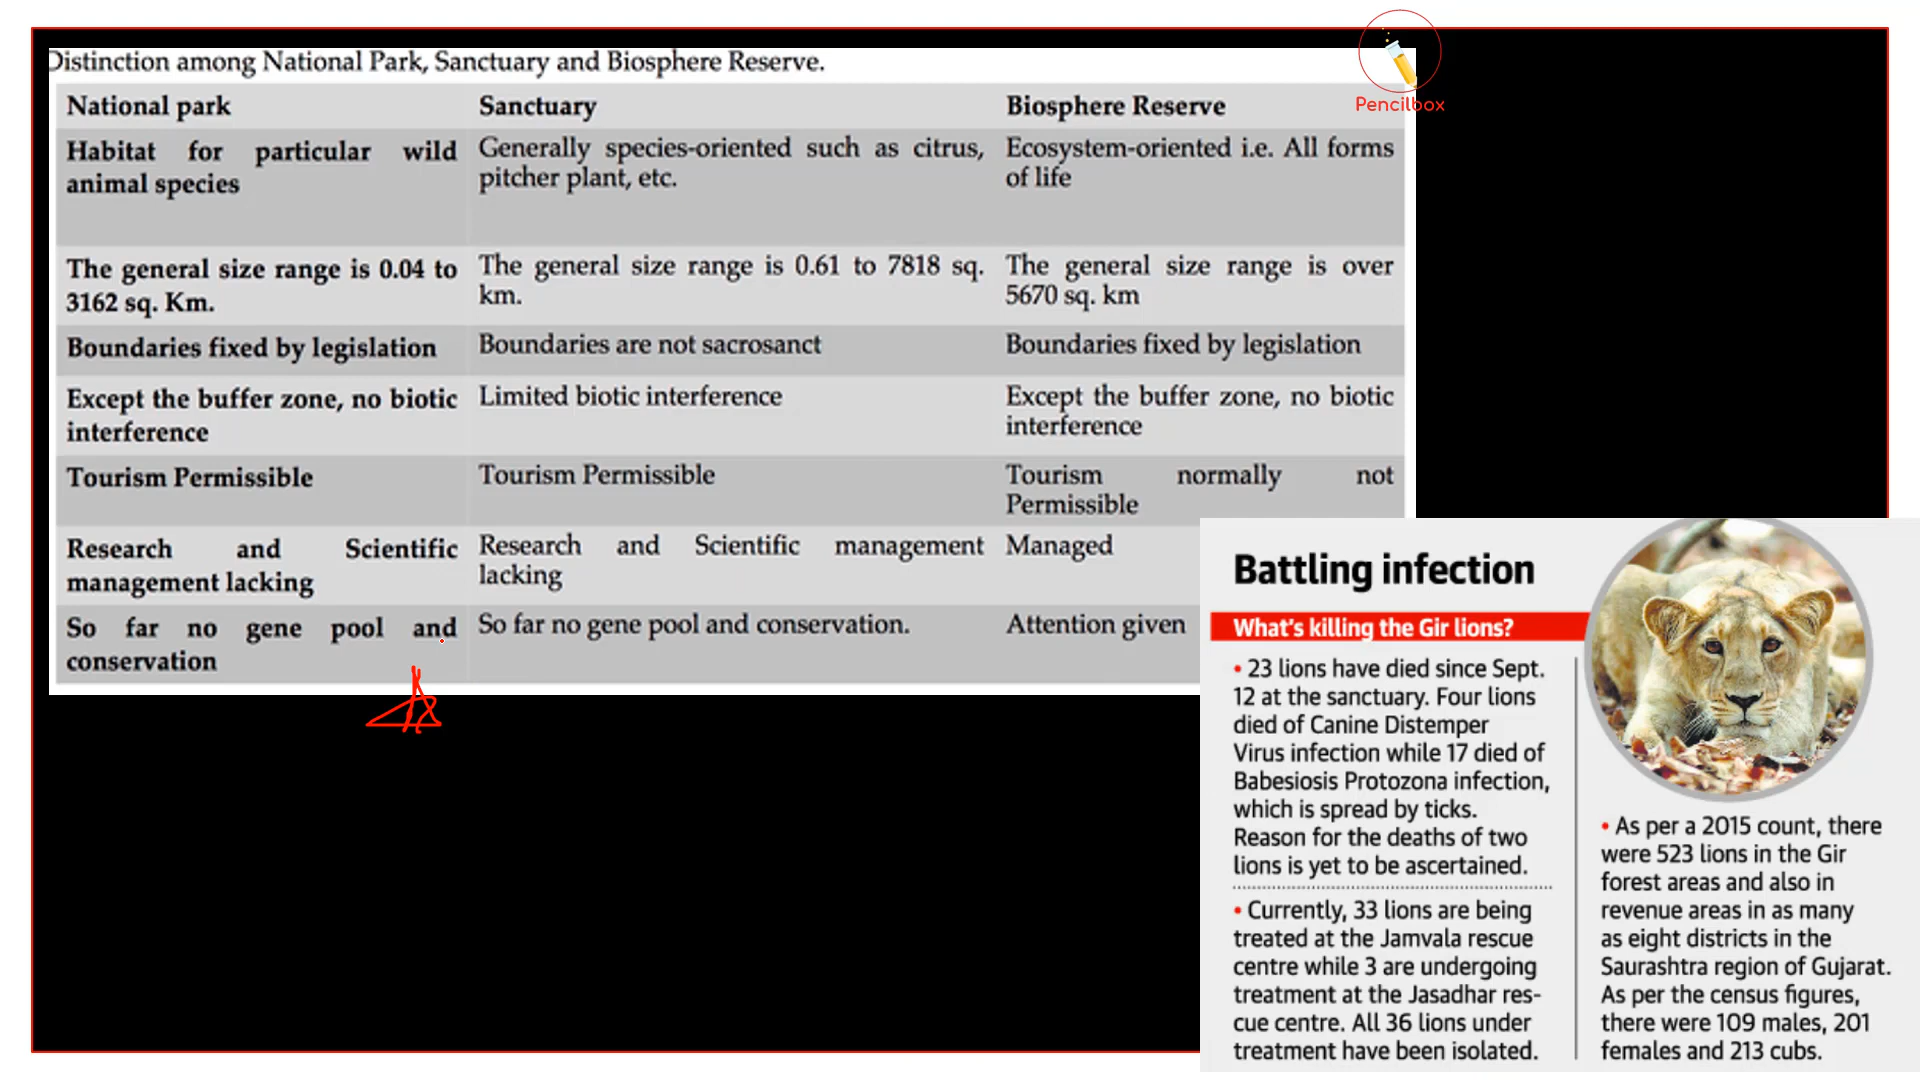 Distinction among National Park, Sanctuary and Biosphere Reserve.
Pencilbox
National park Sanctuary Biosphere Reserve
Habitat for particular wild animal species
Generally species-oriented such as citrus, pitcher plant, etc.
Ecosystem-oriented i.e. All forms of life
The general size range is 0.04 to 3162 sq. Km.
The general size range is 0.61 to 7818 sq. km.
The general size range is over 5670 sq. km
Boundaries fixed by legislation
Boundaries are not sacrosanct
Boundaries fixed by legislation
Except the buffer zone, no biotic interference
Limited biotic interference
Except the buffer zone, no biotic interference
Tourism Permissible
Tourism Permissible
Tourism normally not Permissible
Research and Scientific management lacking
Research and Scientific management lacking
Managed
So far no gene pool and conservation
So far no gene pool and conservation.
Attention given
Battling infection
What's killing the Gir lions?
• 23 lions have died since Sept.
12 at the sanctuary. Four lions
died of Canine Distemper
Virus infection while 17 died of
Babesiosis Protozona infection,
which is spread by ticks.
Reason for the deaths of two
lions is yet to be ascertained.
• Currently, 33 lions are being
treated at the Jamvala rescue
centre while 3 are undergoing
treatment at the Jasadhar res-
cue centre. All 36 lions under
treatment have been isolated.
• As per a 2015 count, there
were 523 lions in the Gir
forest areas and also in
revenue areas in as many
as eight districts in the
Saurashtra region of Gujarat.
As per the census figures,
there were 109 males, 201
females and 213 cubs.